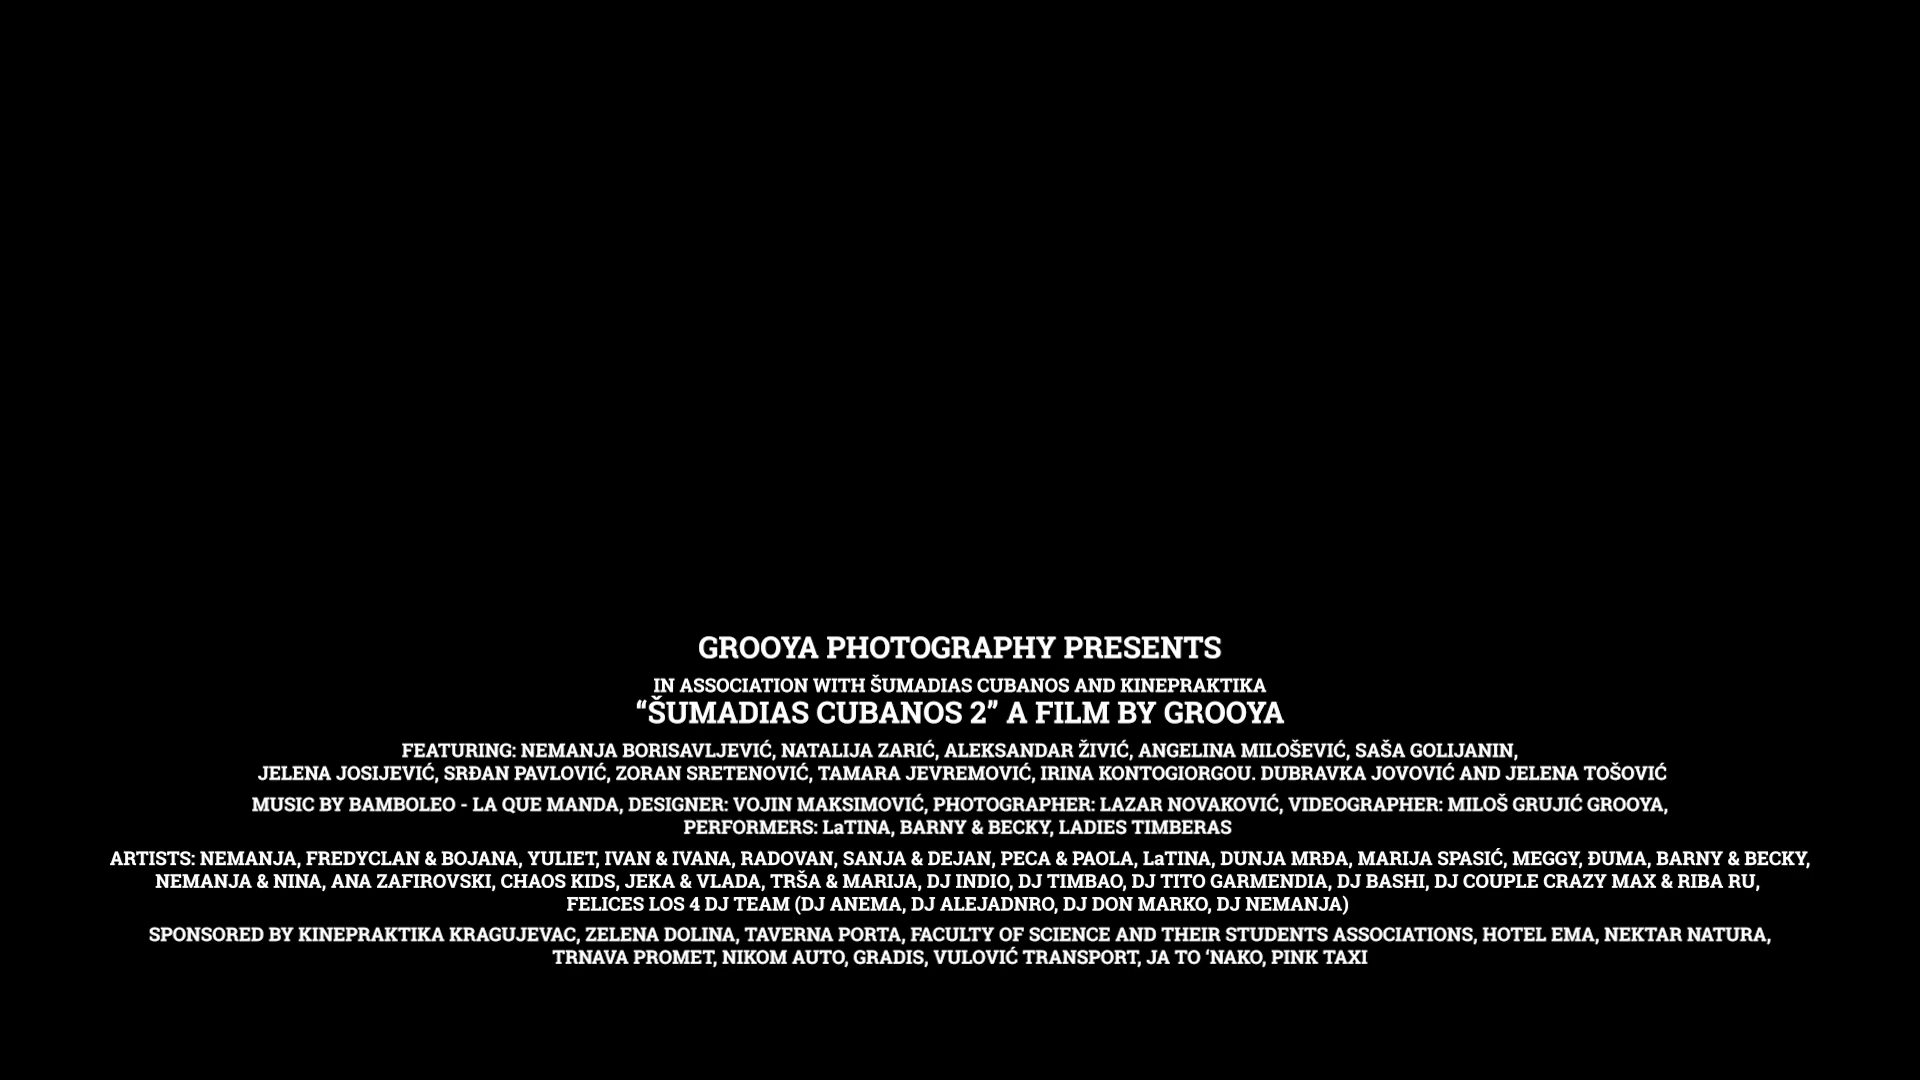 GROOYA PHOTOGRAPHY PRESENTS
IN ASSOCIATION WITH ŠUMADIAS CUBANOS AND KINEPRAKTIKA
“ŠUMADIAS CUBANOS 2” A FILM BY GROOYA
FEATURING: NEMANJA BORISAVLJEVIĆ, NATALIJA ZARIĆ, ALEKSANDAR ŽIVIĆ, ANGELINA MILOŠEVIĆ, SAŠA GOLIJANIN,
JELENA JOSIJEVIĆ, SRĐAN PAVLOVIĆ, ZORAN SRETENOVIĆ, TAMARA JEVREMOVIĆ, IRINA KONTOGIORGOU. DUBRAVKA JOVOVIĆ AND JELENA TOŠOVIĆ
MUSIC BY BAMBOLEO - LA QUE MANDA, DESIGNER: VOJIN MAKSIMOVIĆ, PHOTOGRAPHER: LAZAR NOVAKOVIĆ, VIDEOGRAPHER: MILOŠ GRUJIĆ GROOYA,
PERFORMERS: LaTINA, BARNY & BECKY, LADIES TIMBERAS
ARTISTS: NEMANJA, FREDYCLAN & BOJANA, YULIET, IVAN & IVANA, RADOVAN, SANJA & DEJAN, PECA & PAOLA, LaTINA, DUNJA MRĐA, MARIJA SPASIĆ, MEGGY, ĐUMA, BARNY & BECKY,
NEMANJA & NINA, ANA ZAFIROVSKI, CHAOS KIDS, JEKA & VLADA, TRŠA & MARIJA, DJ INDIO, DJ TIMBAO, DJ TITO GARMENDIA, DJ BASHI, DJ COUPLE CRAZY MAX & RIBA RU,
FELICES LOS 4 DJ TEAM (DJ ANEMA, DJ ALEJADNRO, DJ DON MARKO, DJ NEMANJA)
SPONSORED BY KINEPRAKTIKA KRAGUJEVAC, ZELENA DOLINA, TAVERNA PORTA, FACULTY OF SCIENCE AND THEIR STUDENTS ASSOCIATIONS, HOTEL EMA, NEKTAR NATURA,
TRNAVA PROMET, NIKOM AUTO, GRADIS, VULOVIĆ TRANSPORT, JA TO ‘NAKO, PINK TAXI